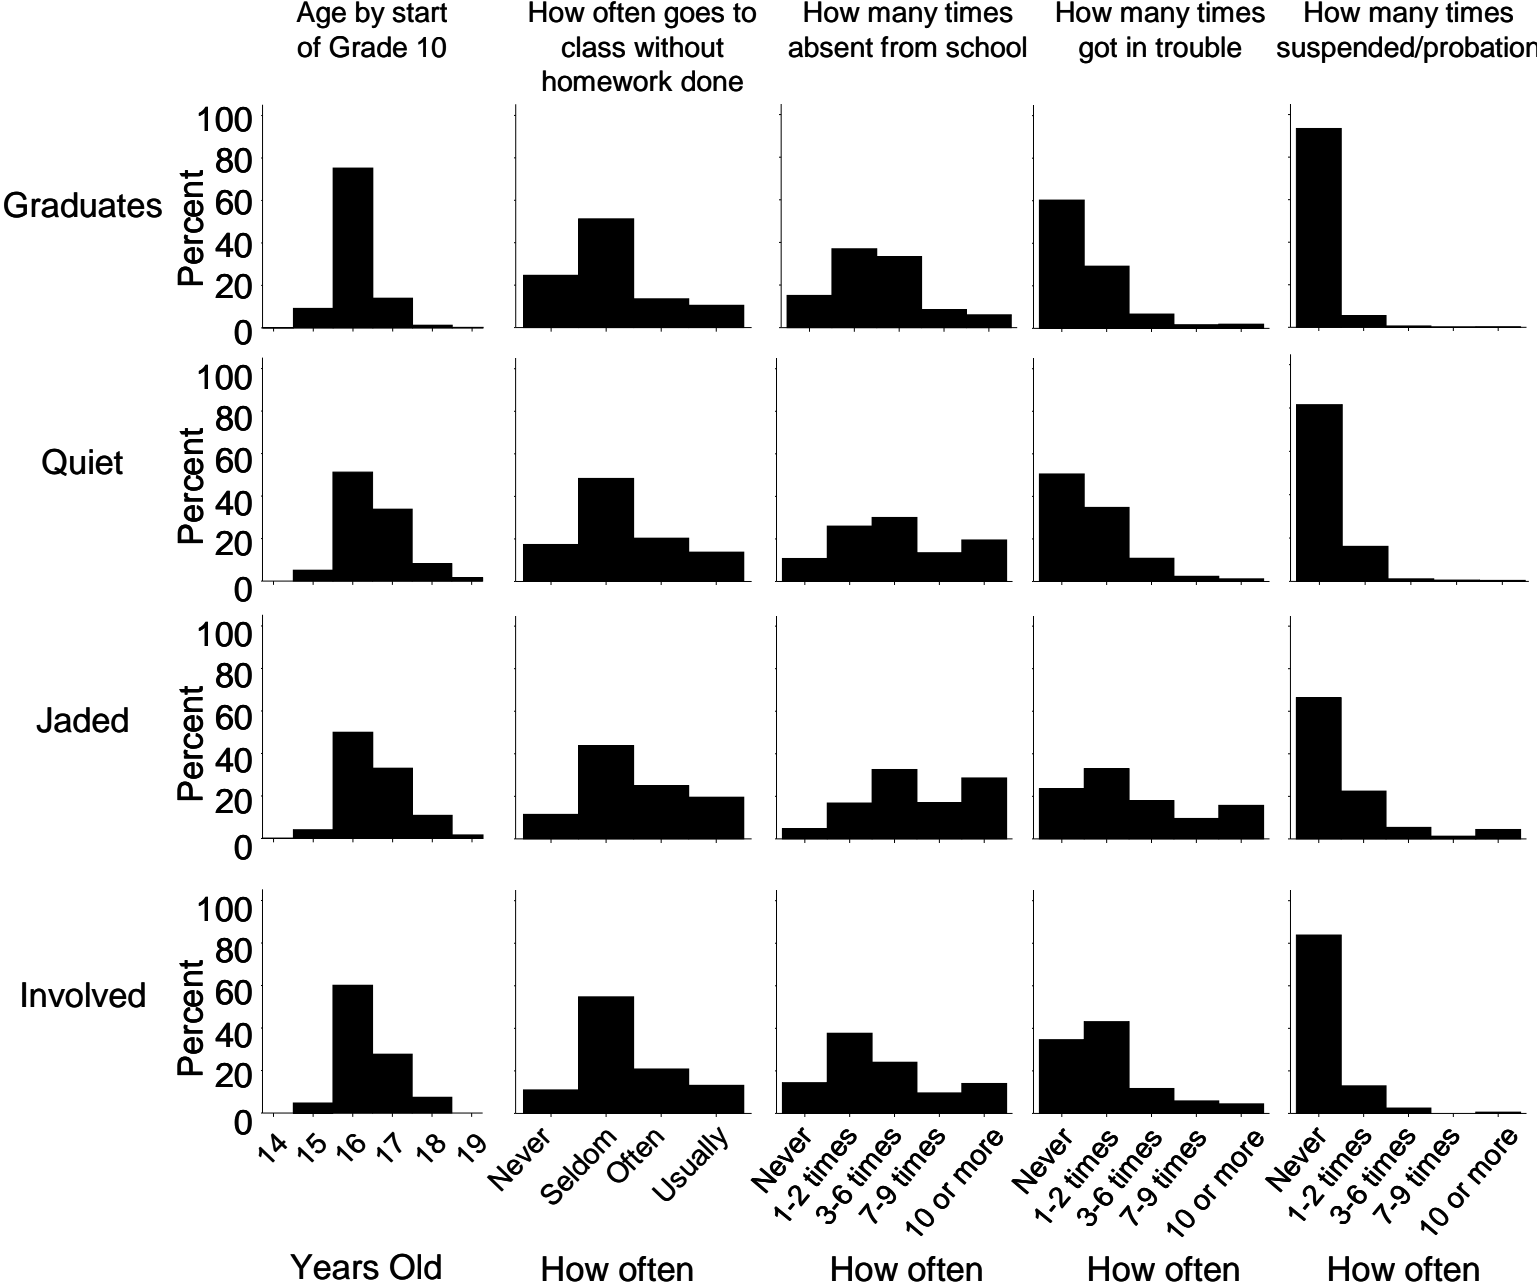 Age by start
of Grade 10
How often goes to
class without
homework done
How many times
absent from school
How many times
got in trouble
How many times
suspended/probation
Graduates
Percent
100
80
60
40
20
0
Quiet
Percent
100
80
60
40
20
0
Jaded
Percent
100
80
60
40
20
0
Involved
Percent
100
80
60
40
20
0
14
15
16
17
18
19
Years Old
Never
Seldom
Often
Usually
How often
Never
1-2 times
3-6 times
7-9 times
10 or more
How often
Never
1-2 times
3-6 times
7-9 times
10 or more
How often
Never
1-2 times
3-6 times
7-9 times
10 or more
How often